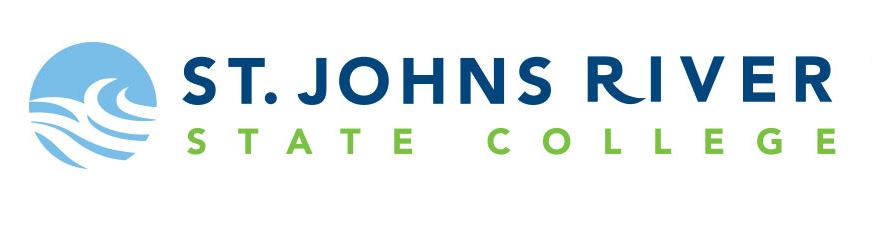 ST. JOHNS RIVER
STATE COLLEGE